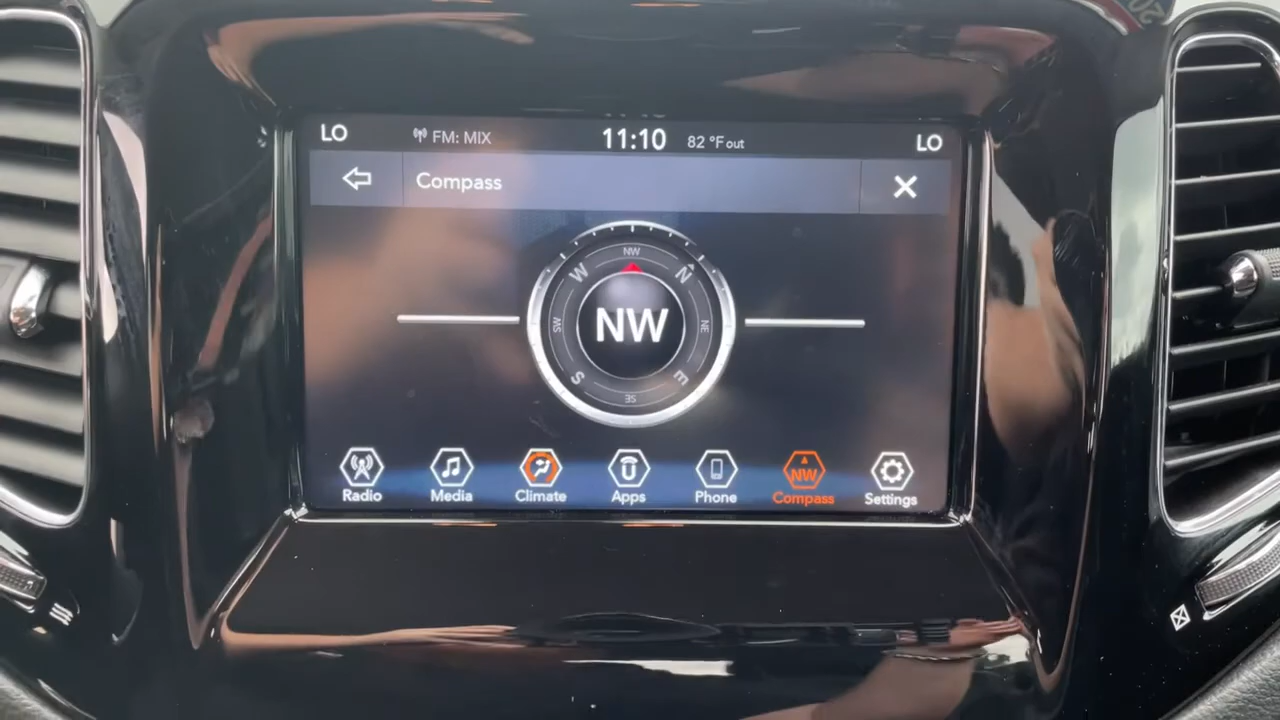 LO FM: MIX 11:10 82 °F out LO
Compass
NW
W N
NW
SW NE
S E
SE
NW
Radio Media Climate Apps Phone Compass Settings